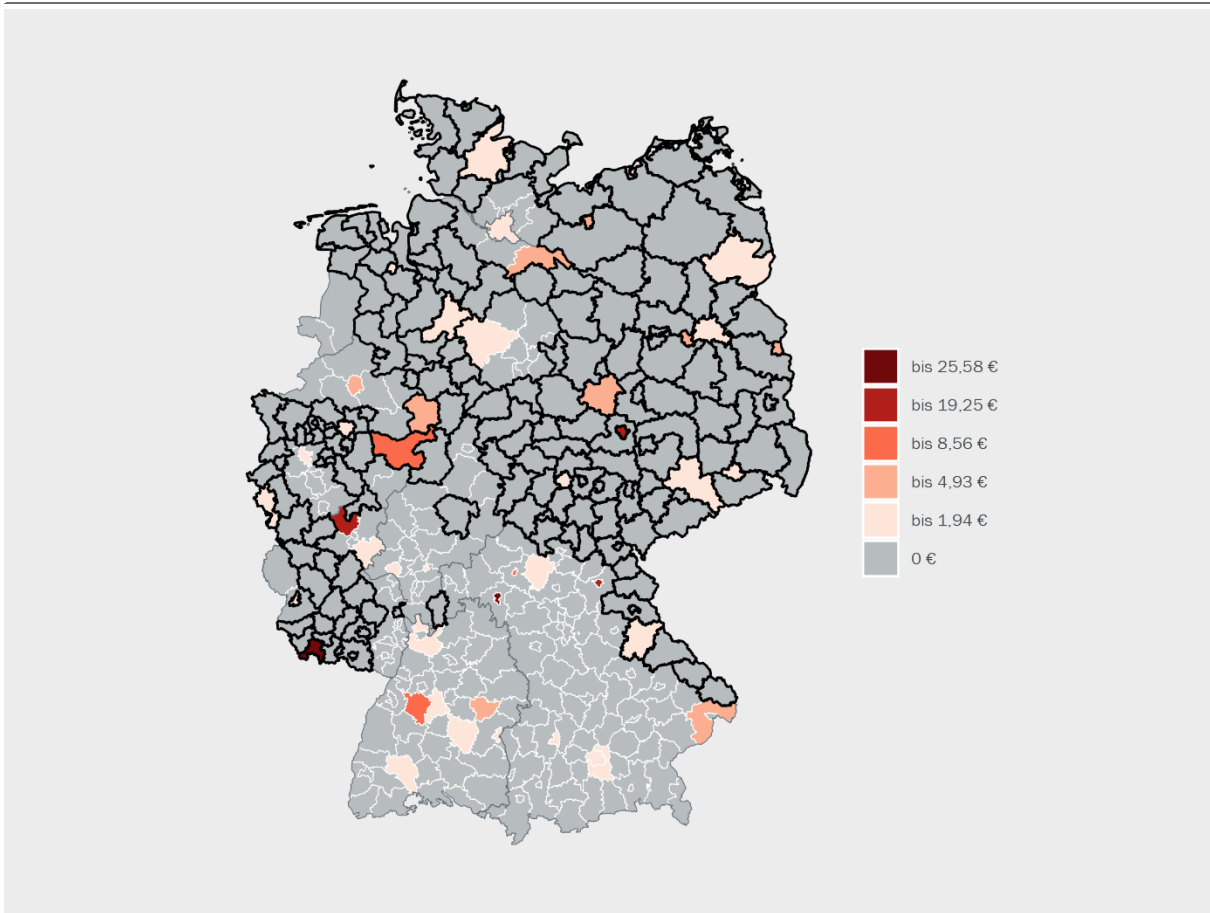 bis 25,58 €
bis 19,25 €
bis 8,56 €
bis 4,93 €
bis 1,94 €
0 €